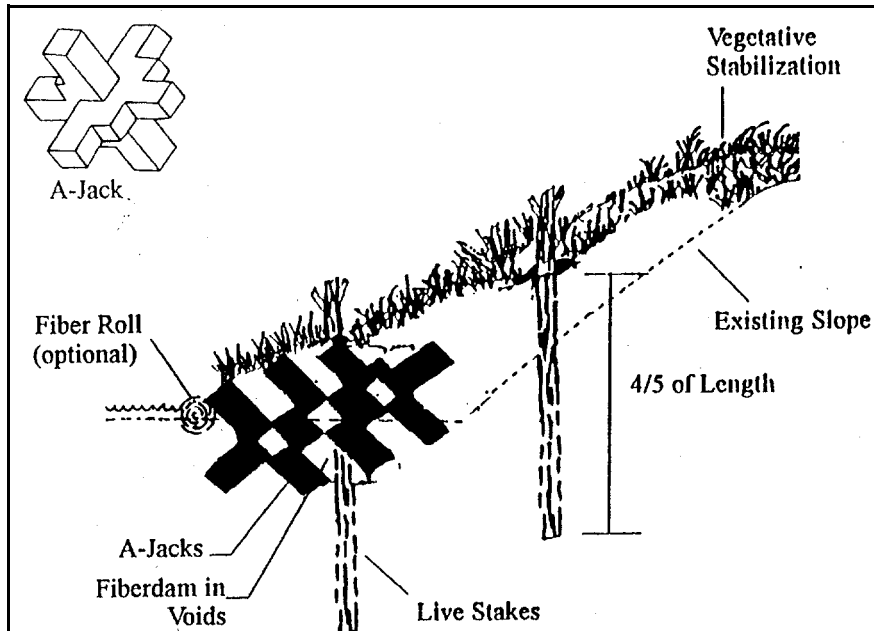 Vegetative
Stabilization
A-Jack
Fiber Roll
(optional)
Existing Slope
4/5 of Length
A-Jacks
Fiberdam in
Voids
Live Stakes